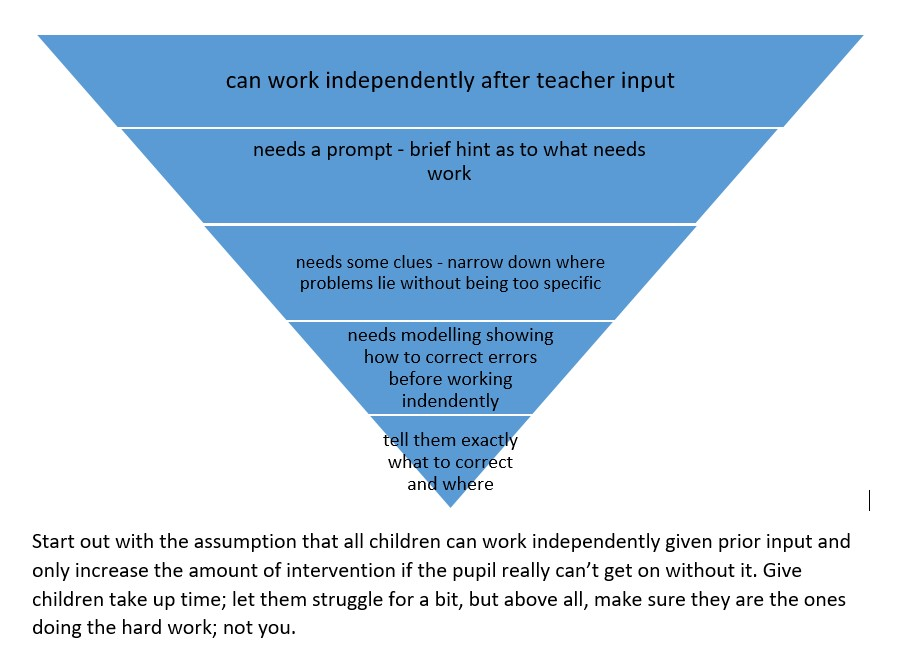 can work independently after teacher input
needs a prompt - brief hint as to what needs
work
needs some clues - narrow down where
problems lie without being too specific
needs modelling showing
how to correct errors
before working
indendently
tell them exactly
what to correct
and where
Start out with the assumption that all children can work independently given prior input and
only increase the amount of intervention if the pupil really can’t get on without it. Give
children take up time; let them struggle for a bit, but above all, make sure they are the ones
doing the hard work; not you.